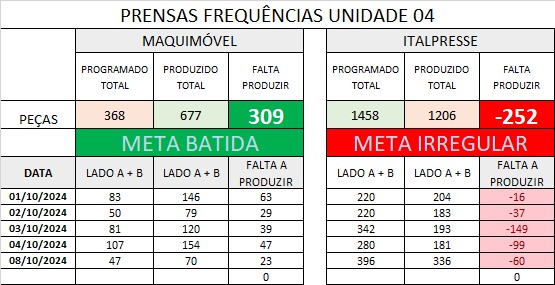 PRENSAS FREQUÊNCIAS UNIDADE 04
MAQUIMÓVEL ITALPRESSE
PROGRAMADO TOTAL PRODUZIDO TOTAL FALTA PRODUZIR PROGRAMADO TOTAL PRODUZIDO TOTAL FALTA PRODUZIR
PEÇAS 368 677 309 1458 1206 -252
META BATIDA META IRREGULAR
DATA LADO A + B LADO A + B FALTA A PRODUZIR LADO A + B LADO A + B FALTA A PRODUZIR
01/10/2024 83 146 63 220 204 -16
02/10/2024 50 79 29 220 183 -37
03/10/2024 81 120 39 342 193 -149
04/10/2024 107 154 47 280 181 -99
08/10/2024 47 70 23 396 336 -60
0 0